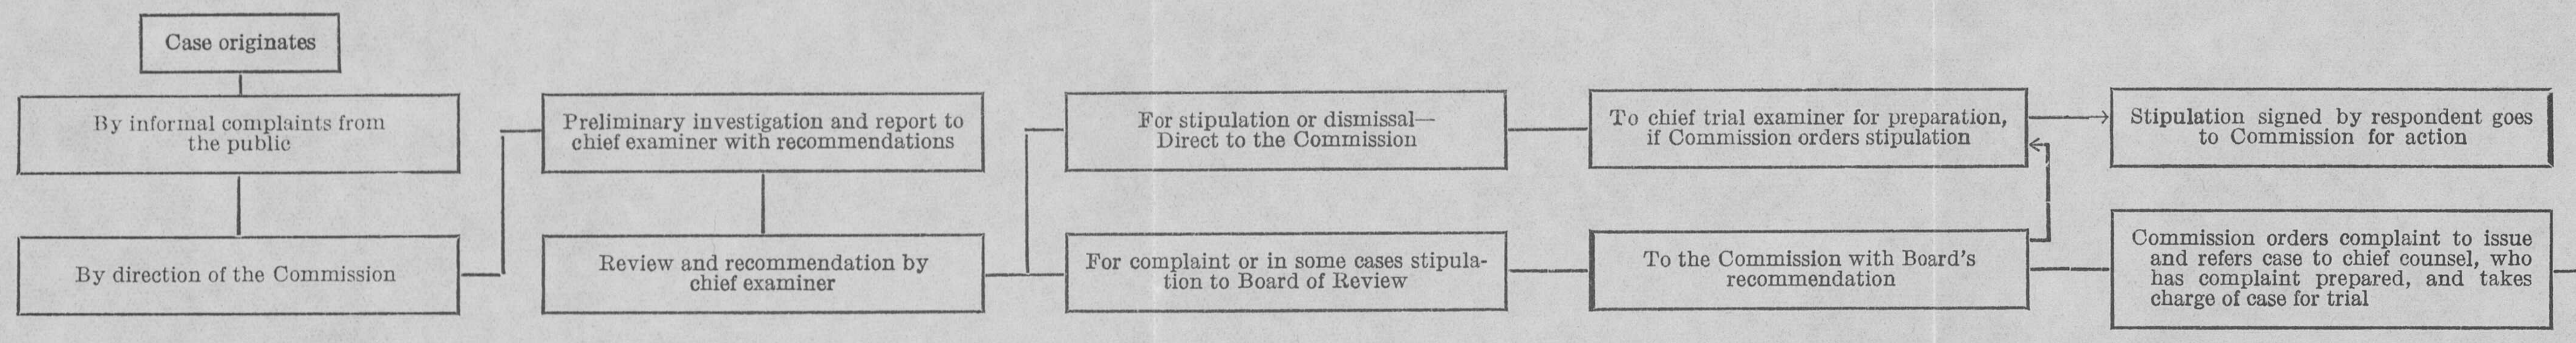 Case originates
By informal complaints from
the public
By direction of the Commission
Preliminary investigation and report to
chief examiner with recommendations
Review and recommendation by
chief examiner
For stipulation or dismissal—
Direct to the Commission
For complaint or in some cases stipula-
tion to Board of Review
To chief trial examiner for preparation,
if Commission orders stipulation
To the Commission with Board's
recommendation
Stipulation signed by respondent goes
to Commission for action
Commission orders complaint to issue
and refers case to chief counsel, who
has complaint prepared, and takes
charge of case for trial